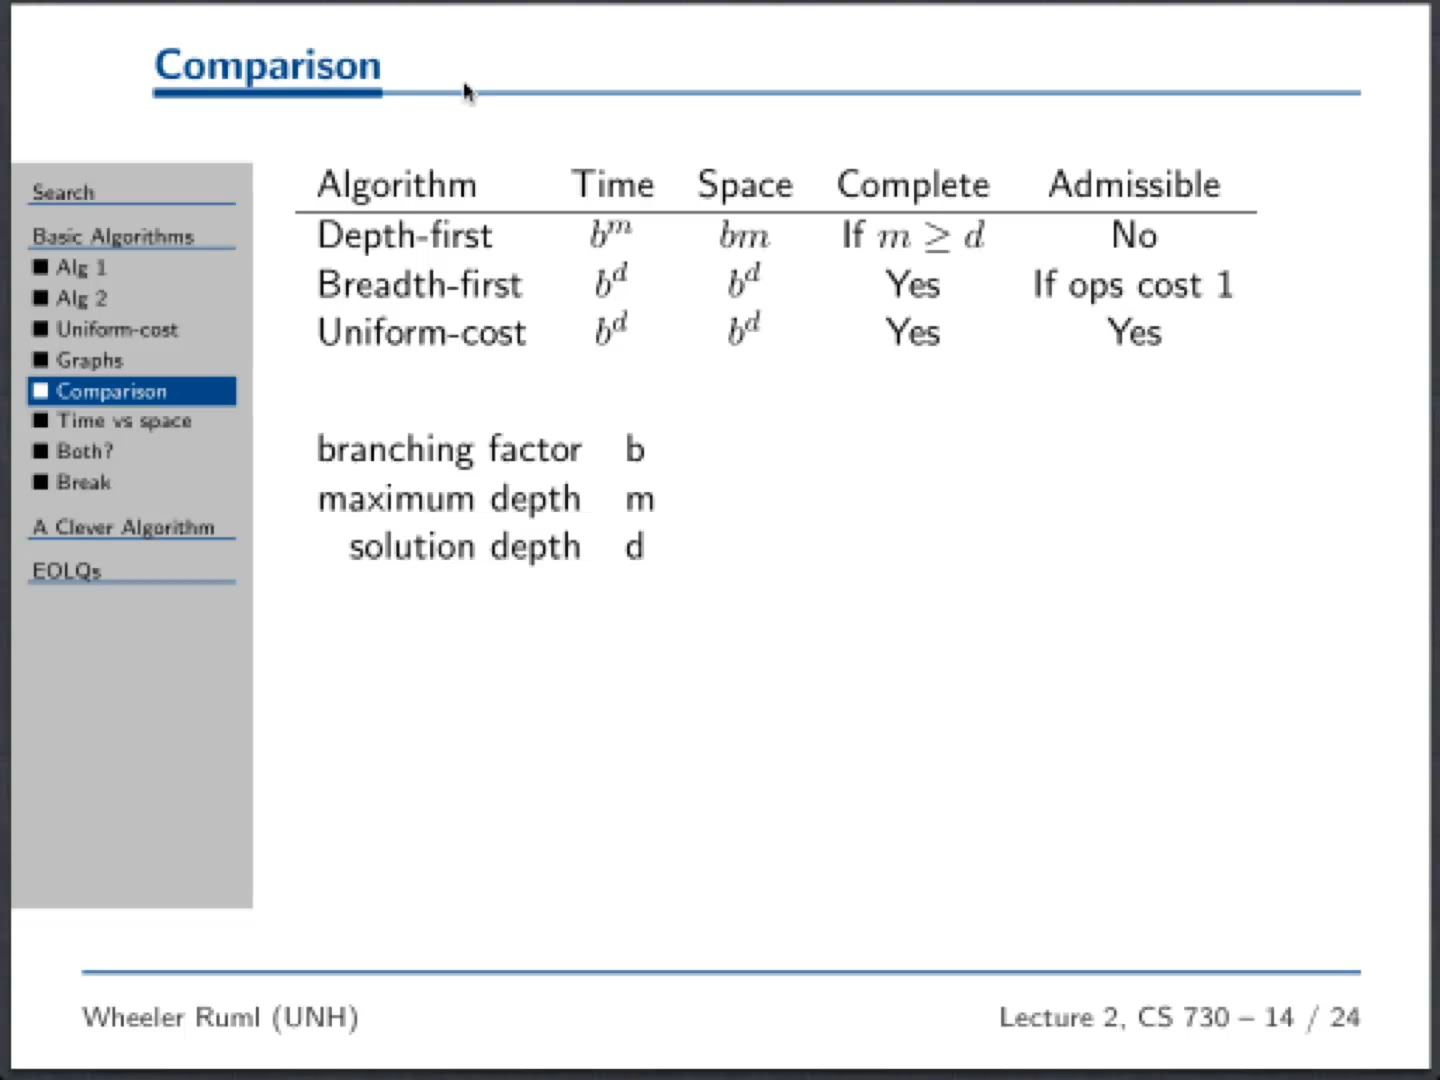 Comparison
Search
Basic Algorithms
Alg 1
Alg 2
Uniform-cost
Graphs
Comparison
Time vs space
Both?
Break
A Clever Algorithm
EOLQs
Algorithm Time Space Complete Admissible
Depth-first b^m bm If m ≥ d No
Breadth-first b^d b^d Yes If ops cost 1
Uniform-cost b^d b^d Yes Yes
branching factor b
maximum depth m
solution depth d
Wheeler Ruml (UNH) Lecture 2, CS 730 – 14 / 24